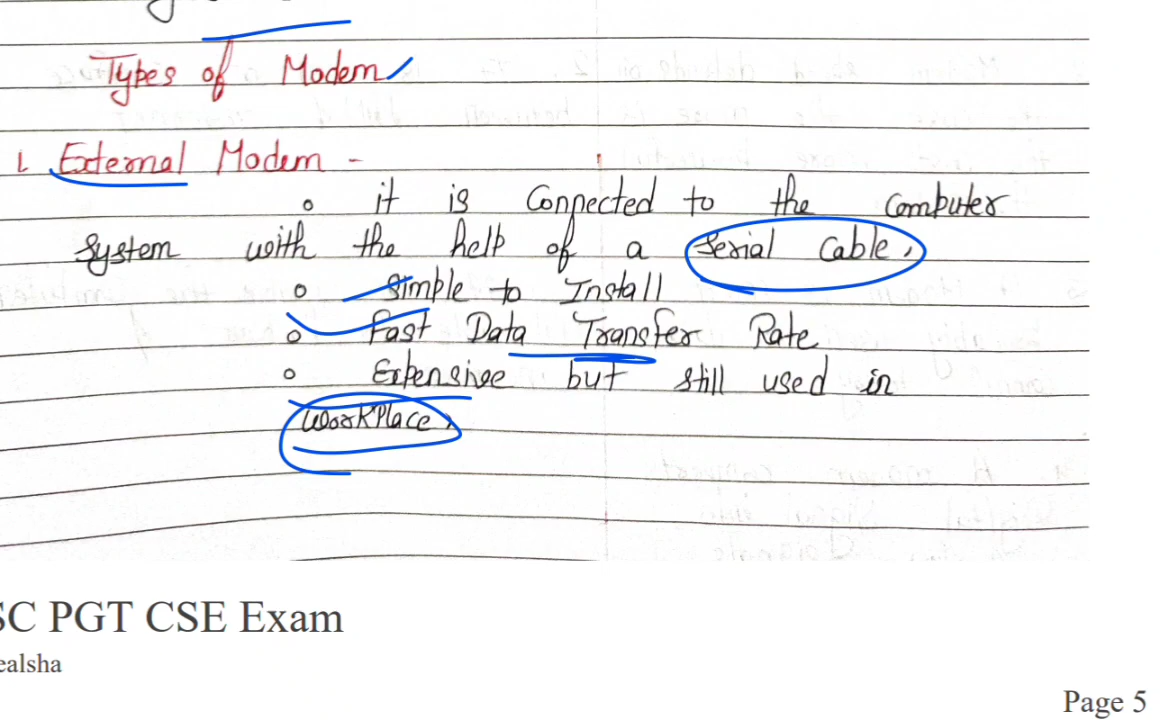 Types of Modem
1. External Modem -
it is Connected to the Computer
System with the help of a Serial Cable.
Simple to Install
Fast Data Transfer Rate
Expensive but still used in
WorkPlace.
SC PGT CSE Exam
ealsha
Page 5